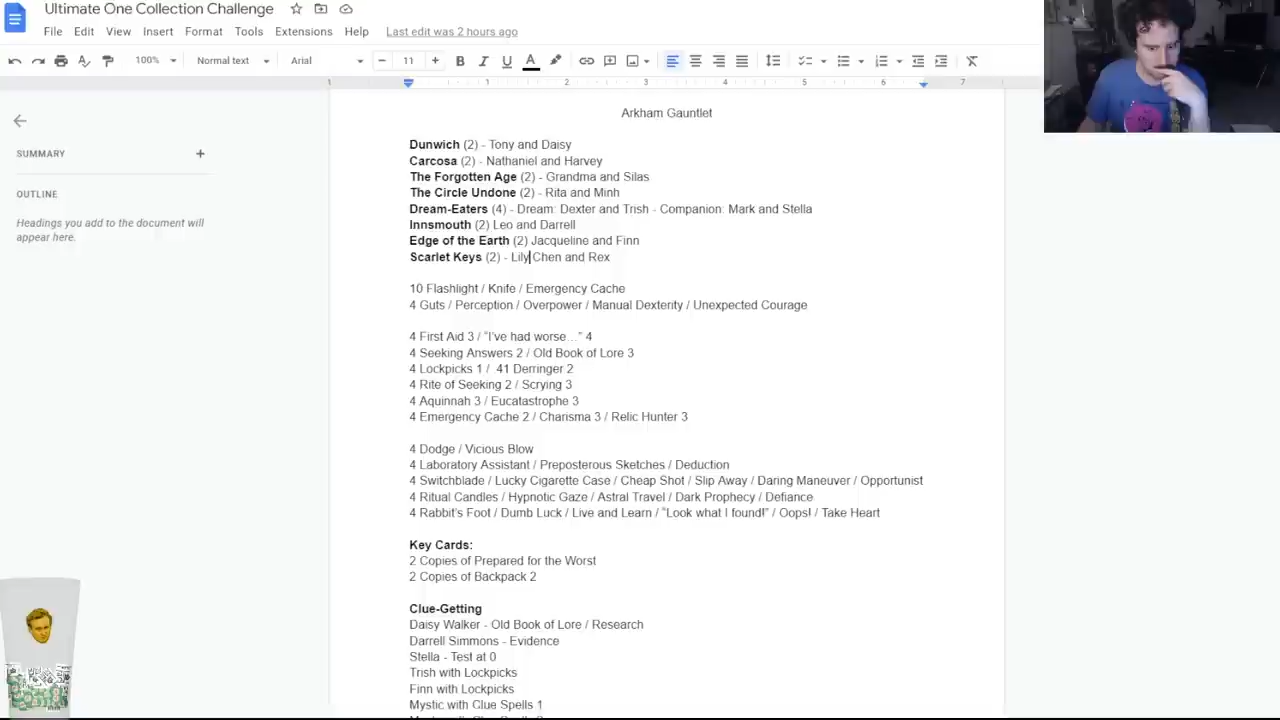 Ultimate One Collection Challenge
File Edit View Insert Format Tools Extensions Help Last edit was 2 hours ago
100% Normal text Arial 11 B I U A
1 1 2 3 4 5 6 7
Arkham Gauntlet
SUMMARY
OUTLINE
Headings you add to the document will
appear here.
Dunwich (2) - Tony and Daisy
Carcosa (2) - Nathaniel and Harvey
The Forgotten Age (2) - Grandma and Silas
The Circle Undone (2) - Rita and Minh
Dream-Eaters (4) - Dream: Dexter and Trish - Companion: Mark and Stella
Innsmouth (2) Leo and Darrell
Edge of the Earth (2) Jacqueline and Finn
Scarlet Keys (2) - Lily Chen and Rex
10 Flashlight / Knife / Emergency Cache
4 Guts / Perception / Overpower / Manual Dexterity / Unexpected Courage
4 First Aid 3 / “I’ve had worse…” 4
4 Seeking Answers 2 / Old Book of Lore 3
4 Lockpicks 1 /  41 Derringer 2
4 Rite of Seeking 2 / Scrying 3
4 Aquinnah 3 / Eucatastrophe 3
4 Emergency Cache 2 / Charisma 3 / Relic Hunter 3
4 Dodge / Vicious Blow
4 Laboratory Assistant / Preposterous Sketches / Deduction
4 Switchblade / Lucky Cigarette Case / Cheap Shot / Slip Away / Daring Maneuver / Opportunist
4 Ritual Candles / Hypnotic Gaze / Astral Travel / Dark Prophecy / Defiance
4 Rabbit’s Foot / Dumb Luck / Live and Learn / “Look what I found!” / Oops! / Take Heart
Key Cards:
2 Copies of Prepared for the Worst
2 Copies of Backpack 2
Clue-Getting
Daisy Walker - Old Book of Lore / Research
Darrell Simmons - Evidence
Stella - Test at 0
Trish with Lockpicks
Finn with Lockpicks
Mystic with Clue Spells 1